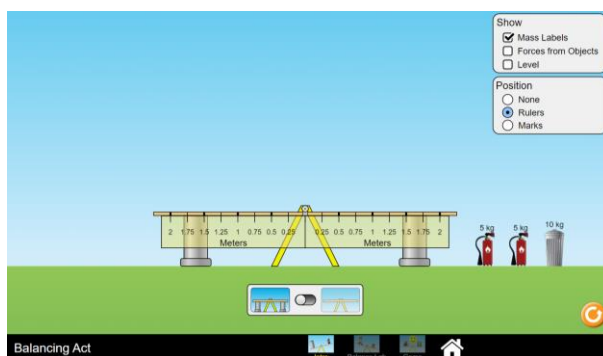 Show
Mass Labels
Forces from Objects
Level
Position
None
Rulers
Marks
2 1.75 1.5 1.25 1 0.75 0.5 0.25 0.25 0.5 0.75 1 1.25 1.5 1.75 2
Meters Meters
5 kg 5 kg 10 kg
Balancing Act